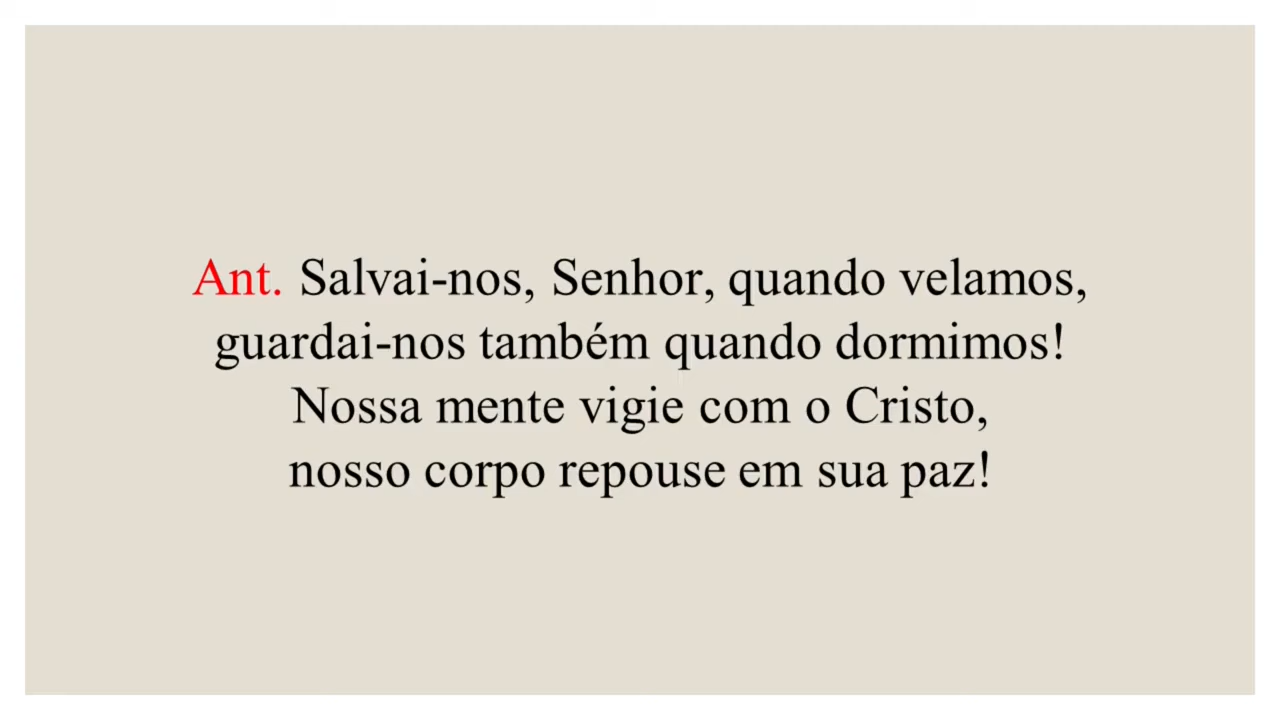 Ant. Salvai-nos, Senhor, quando velamos,
guardai-nos também quando dormimos!
Nossa mente vigie com o Cristo,
nosso corpo repouse em sua paz!